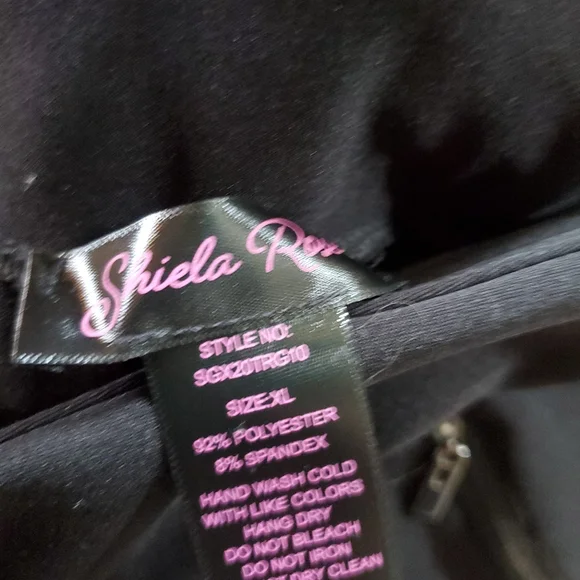 Shiela Rose
STYLE NO:
SGX20TRG10
SIZE:XL
92% POLYESTER
8% SPANDEX
HAND WASH COLD
WITH LIKE COLORS
HANG DRY
DO NOT BLEACH
DO NOT IRON
DRY CLEAN